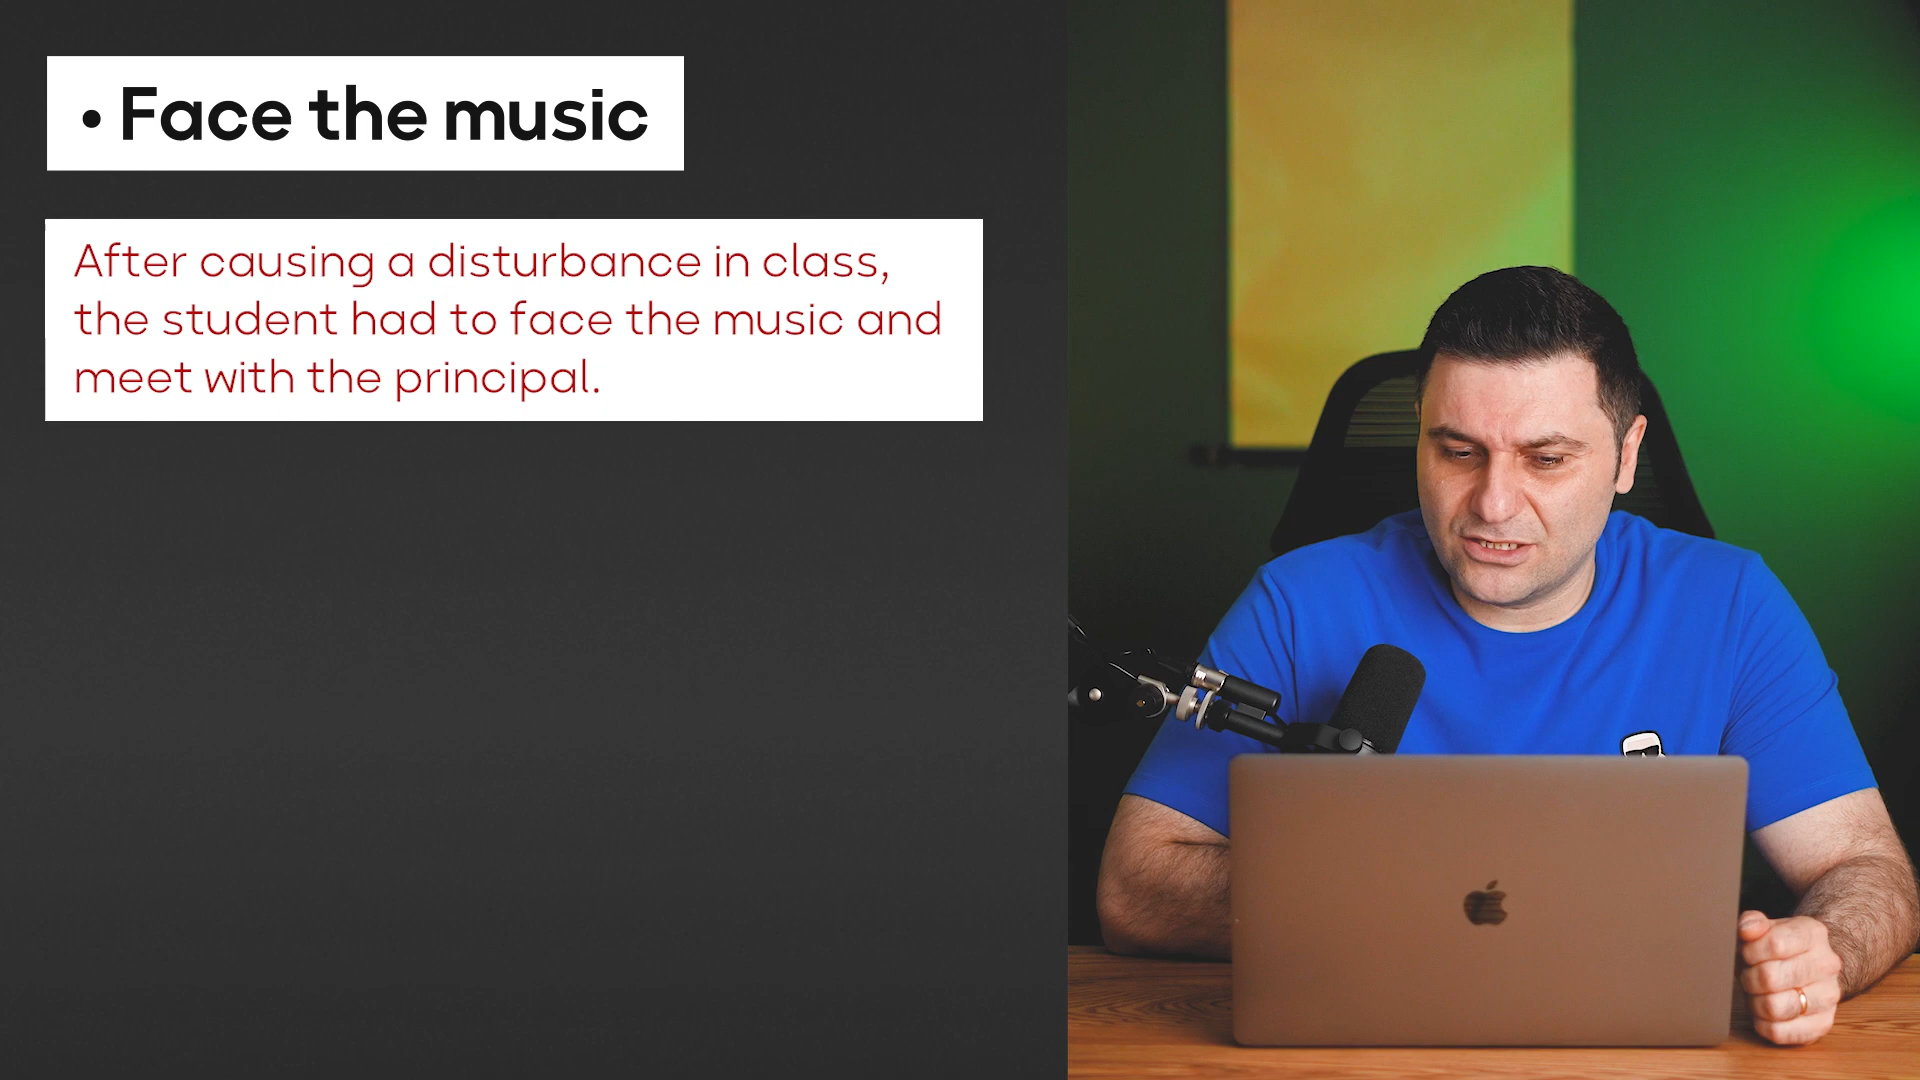 • Face the music
After causing a disturbance in class,
the student had to face the music and
meet with the principal.